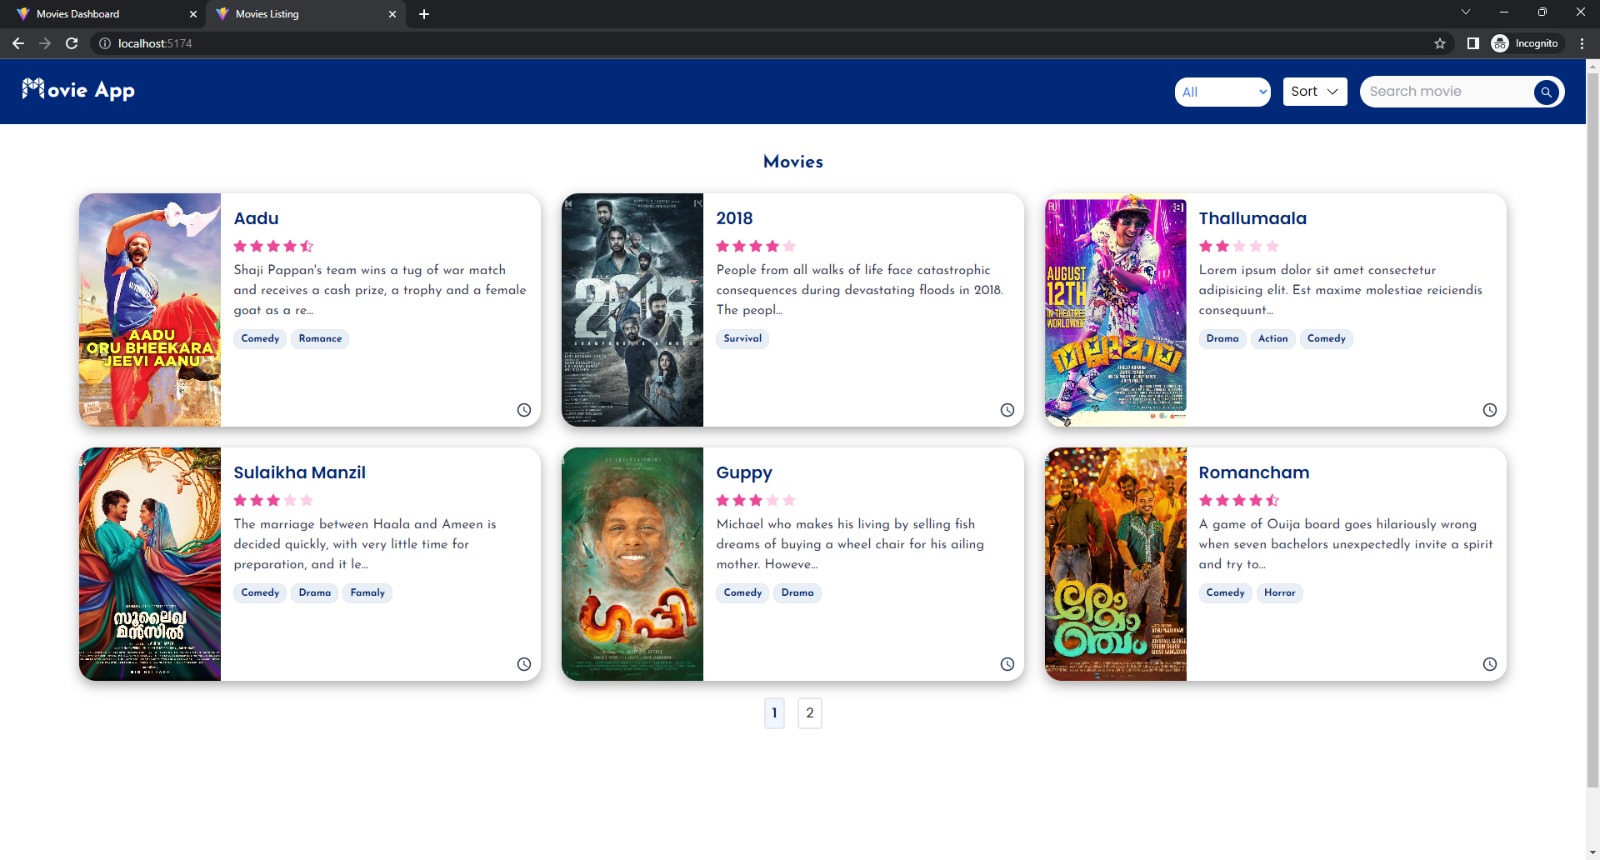 Movies Dashboard
Movies Listing
localhost:5174
Incognito
Movie App
All
Sort
Search movie
Movies
AADU
ORU BHEEKARA
JEEVI AANU
Aadu
Shaji Pappan's team wins a tug of war match
and receives a cash prize, a trophy and a female
goat as a re...
Comedy Romance
2018
2018
People from all walks of life face catastrophic
consequences during devastating floods in 2018.
The peopl...
Survival
AUGUST
12TH
IN THEATRES
WORLDWIDE
തല്ലുമാല
Thallumaala
Lorem ipsum dolor sit amet consectetur
adipisicing elit. Est maxime molestiae reiciendis
consequunt...
Drama Action Comedy
സുലൈഖ
മൻസിൽ
Sulaikha Manzil
The marriage between Haala and Ameen is
decided quickly, with very little time for
preparation, and it le...
Comedy Drama Famaly
ഗപ്പി
Guppy
Michael who makes his living by selling fish
dreams of buying a wheel chair for his ailing
mother. Howeve...
Comedy Drama
രോ
മാ
ഞ്ചം
Romancham
A game of Ouija board goes hilariously wrong
when seven bachelors unexpectedly invite a spirit
and try to...
Comedy Horror
1 2